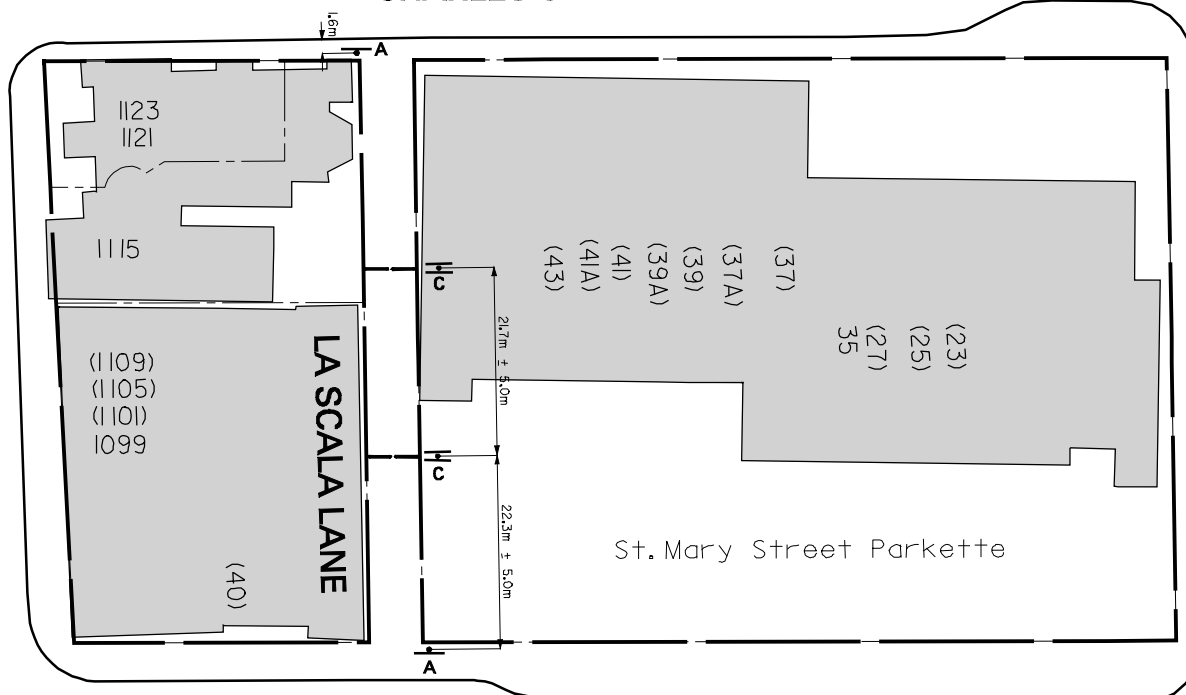 1.6m
A
1123
1121
1115
(43)
(41A)
(41)
(39A)
(39)
(37A)
(37)
C
21.7m ± 5.0m
35
(27)
(25)
(23)
(1109)
(1105)
(1101)
1099
LA SCALA LANE
C
22.3m ± 5.0m
St. Mary Street Parkette
(40)
A